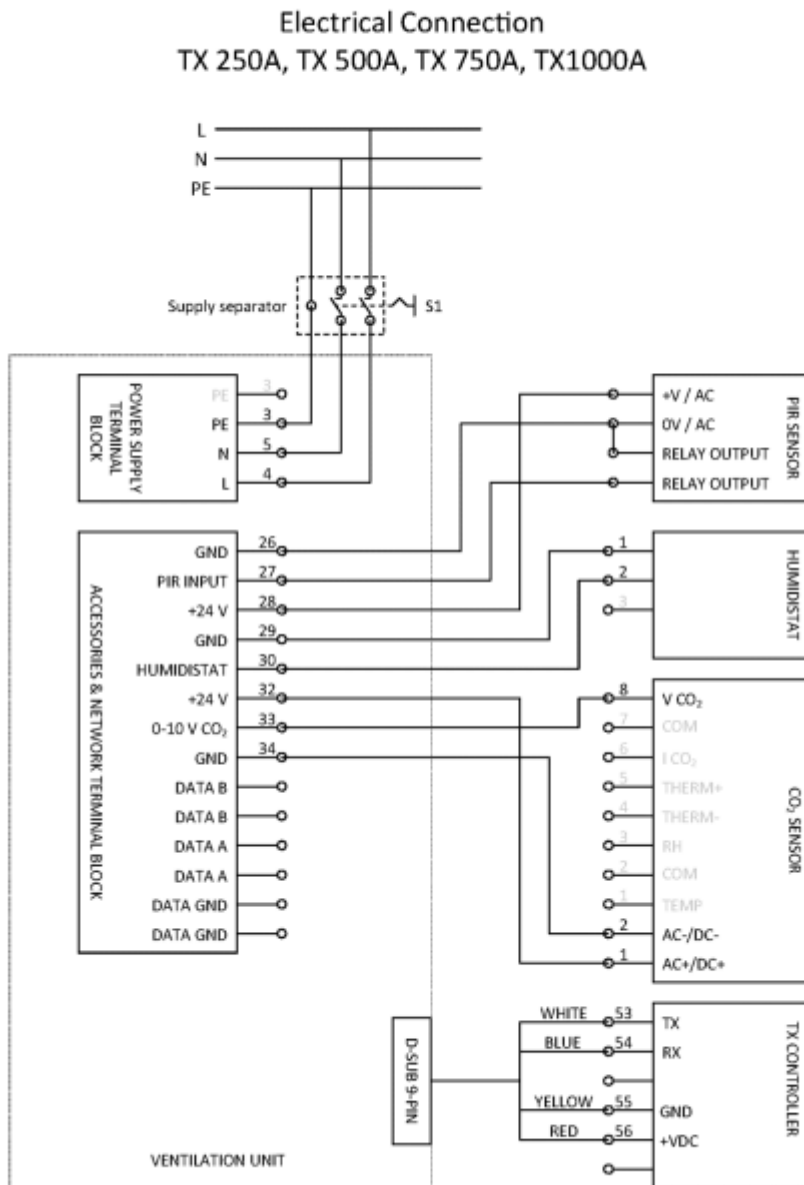 Electrical Connection
TX 250A, TX 500A, TX 750A, TX1000A
L
N
PE
Supply separator
S1
POWER SUPPLY
TERMINAL
BLOCK
PE 3
PE 3
N 5
L 4
+V / AC
0V / AC
RELAY OUTPUT
RELAY OUTPUT
PIR SENSOR
ACCESSORIES & NETWORK TERMINAL BLOCK
GND 26
PIR INPUT 27
+24 V 28
GND 29
HUMIDISTAT 30
+24 V 32
0-10 V CO₂ 33
GND 34
DATA B
DATA B
DATA A
DATA A
DATA GND
DATA GND
1
2
3
HUMIDISTAT
8 V CO₂
7 COM
6 I CO₂
5 THERM+
4 THERM-
3 RH
2 COM
1 TEMP
2 AC-/DC-
1 AC+/DC+
CO₂ SENSOR
D-SUB 9-PIN
WHITE 53 TX
BLUE 54 RX
YELLOW 55 GND
RED 56 +VDC
TX CONTROLLER
VENTILATION UNIT